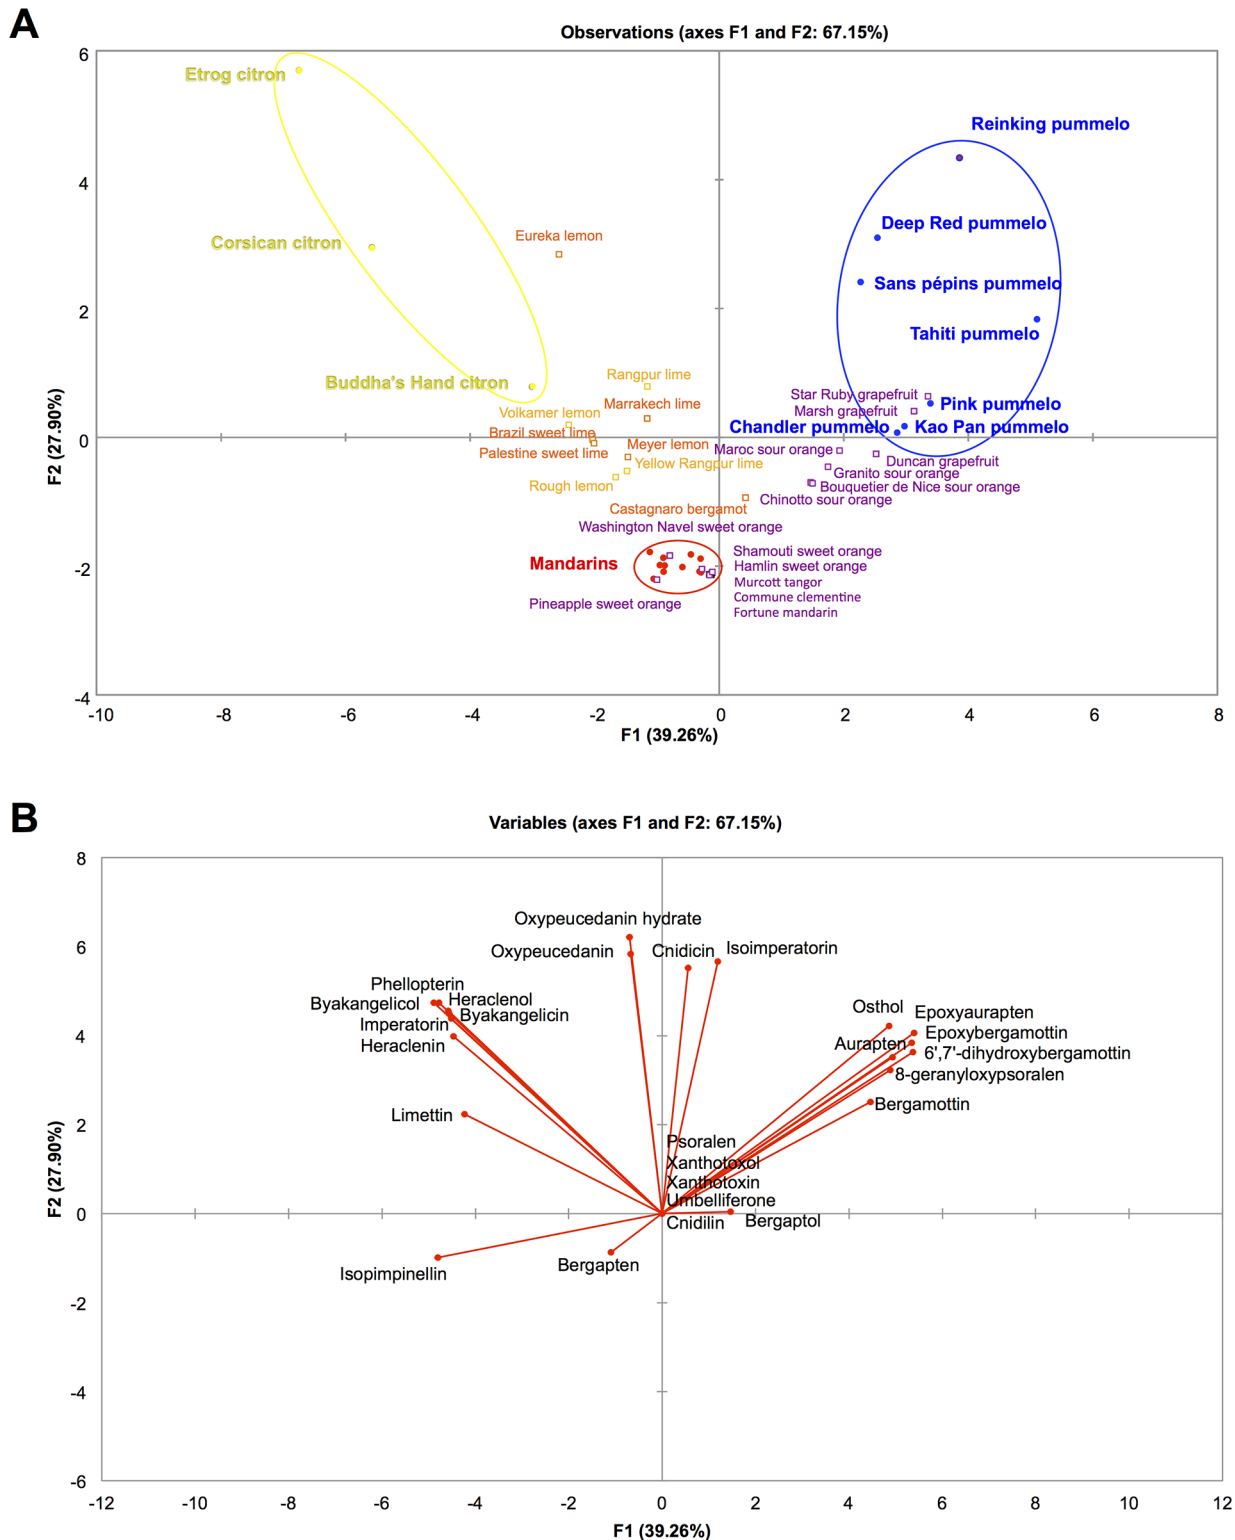 A
Observations (axes F1 and F2: 67.15%)
6
Etrog citron
Reinking pummelo
4
Deep Red pummelo
Corsican citron
Eureka lemon
Sans pépins pummelo
2
Tahiti pummelo
Rangpur lime
Buddha's Hand citron
Star Ruby grapefruit
Marrakech lime
Pink pummelo
Volkamer lemon
Marsh grapefruit
Chandler pummelo
Kao Pan pummelo
Brazil sweet lime
0
Meyer lemon
Maroc sour orange
Palestine sweet lime
Yellow Rangpur lime
Duncan grapefruit
Granito sour orange
Rough lemon
Bouquetier de Nice sour orange
Chinotto sour orange
Castagnaro bergamot
Washington Navel sweet orange
Shamouti sweet orange
Mandarins
Hamlin sweet orange
-2
Murcott tangor
Commune clementine
Pineapple sweet orange
Fortune mandarin
-4
F2 (27.90%)
-10 -8 -6 -4 -2 0 2 4 6 8
F1 (39.26%)
B
Variables (axes F1 and F2: 67.15%)
8
Oxypeucedanin hydrate
6
Oxypeucedanin
Cnidicin
Isoimperatorin
Phellopterin
Byakangelicol
Heraclenol
Osthol
Epoxyaurapten
Byakangelicin
Imperatorin
Epoxybergamottin
4
Heraclenin
Aurapten
6',7'-dihydroxybergamottin
8-geranyloxypsoralen
Limettin
Bergamottin
2
Psoralen
Xanthotoxol
Xanthotoxin
Umbelliferone
0
Cnidilin
Bergaptol
Isopimpinellin
Bergapten
-2
-4
-6
F2 (27.90%)
-12 -10 -8 -6 -4 -2 0 2 4 6 8 10 12
F1 (39.26%)